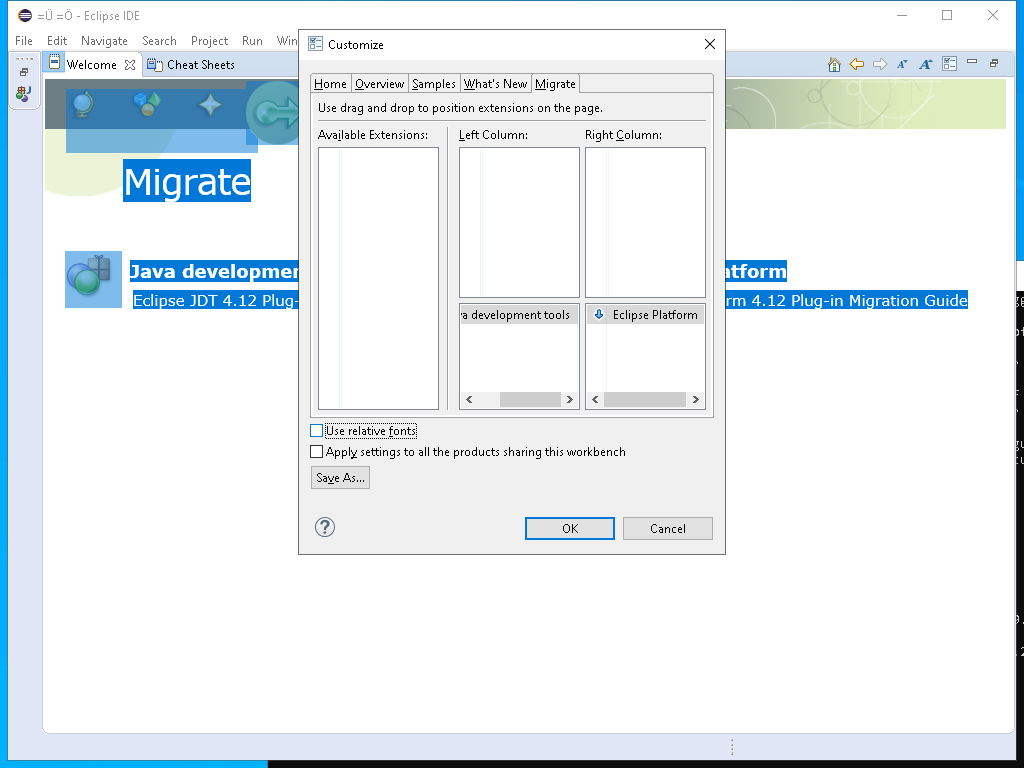 =Ü =Ö - Eclipse IDE
File Edit Navigate Search Project Run Win
Customize
Welcome Cheat Sheets
Home Overview Samples What's New Migrate
Use drag and drop to position extensions on the page.
Available Extensions: Left Column: Right Column:
Migrate
Java developmen
atform
Eclipse JDT 4.12 Plug-
rm 4.12 Plug-in Migration Guide
a development tools
Eclipse Platform
Use relative fonts
Apply settings to all the products sharing this workbench
Save As...
?
OK Cancel